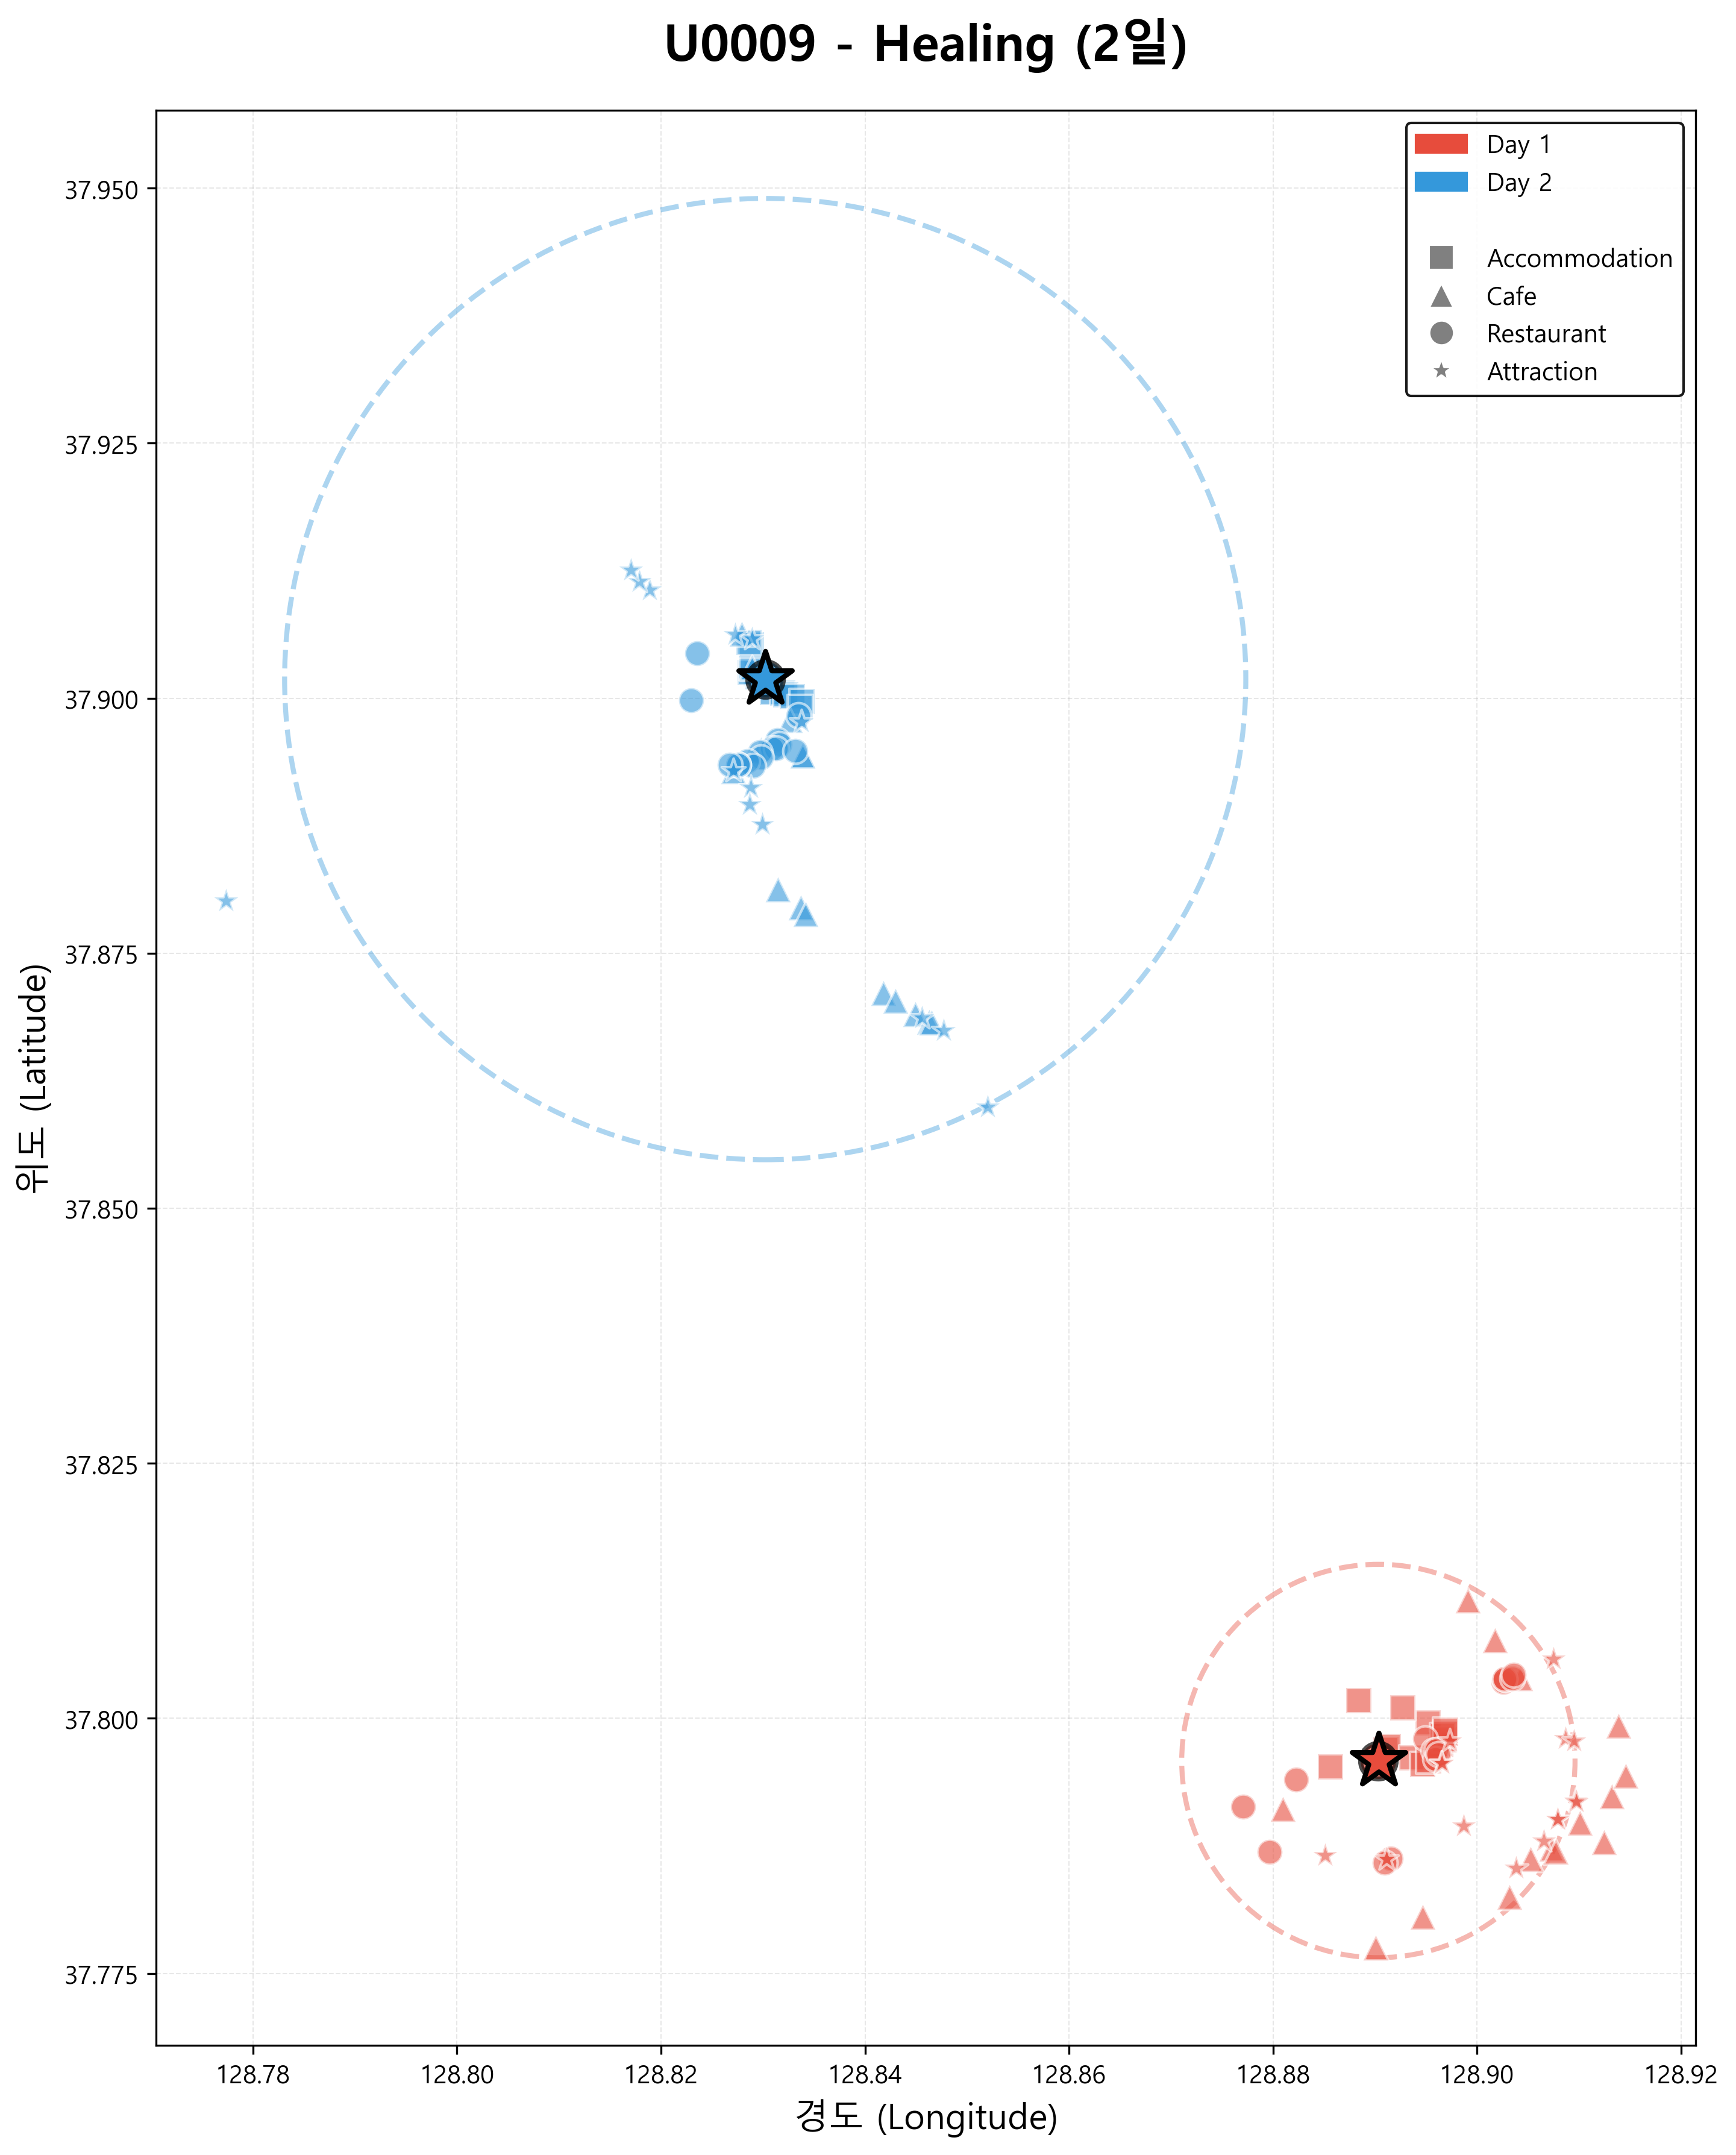 U0009 - Healing (2일)
Day 1
Day 2
Accommodation
Cafe
Restaurant
Attraction
37.950
37.925
37.900
37.875
37.850
37.825
37.800
37.775
위도 (Latitude)
128.78
128.80
128.82
128.84
128.86
128.88
128.90
128.92
경도 (Longitude)